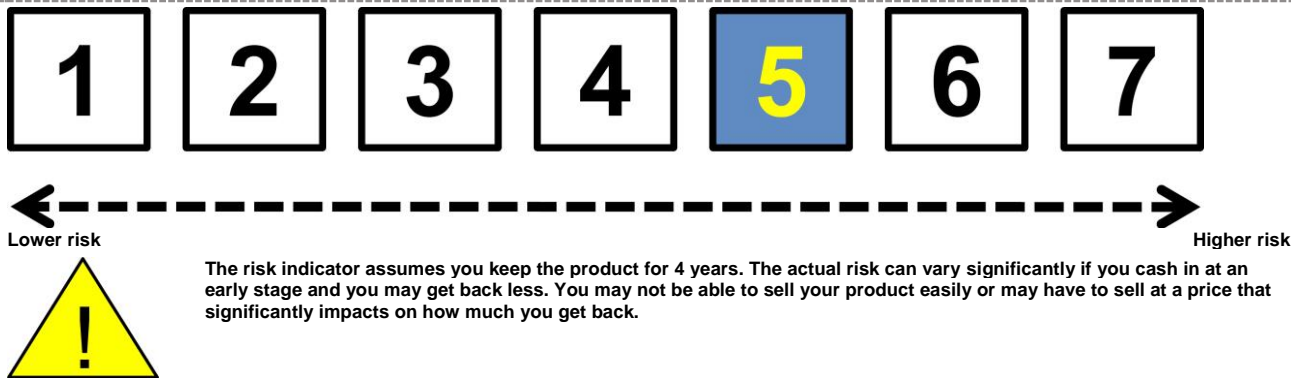 1 2 3 4 5 6 7
Lower risk Higher risk
The risk indicator assumes you keep the product for 4 years. The actual risk can vary significantly if you cash in at an
early stage and you may get back less. You may not be able to sell your product easily or may have to sell at a price that
significantly impacts on how much you get back.
!